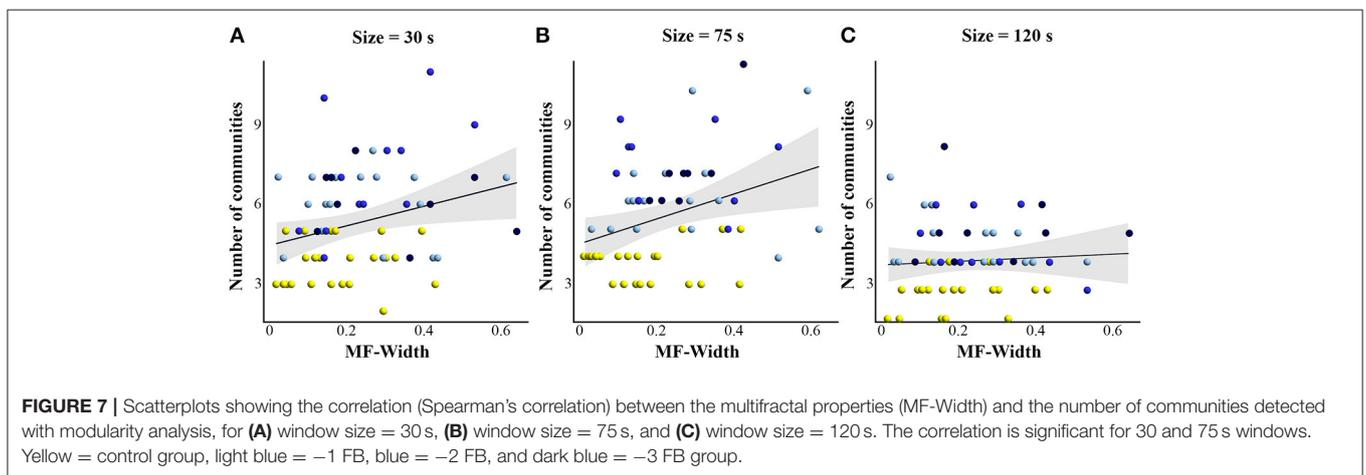 A
Size = 30 s
Number of communities
9
6
3
0
0.2
0.4
0.6
MF-Width
B
Size = 75 s
Number of communities
9
6
3
0
0.2
0.4
0.6
MF-Width
C
Size = 120 s
Number of communities
9
6
3
0
0.2
0.4
0.6
MF-Width
FIGURE 7 | Scatterplots showing the correlation (Spearman's correlation) between the multifractal properties (MF-Width) and the number of communities detected
with modularity analysis, for (A) window size = 30 s, (B) window size = 75 s, and (C) window size = 120 s. The correlation is significant for 30 and 75 s windows.
Yellow = control group, light blue = −1 FB, blue = −2 FB, and dark blue = −3 FB group.